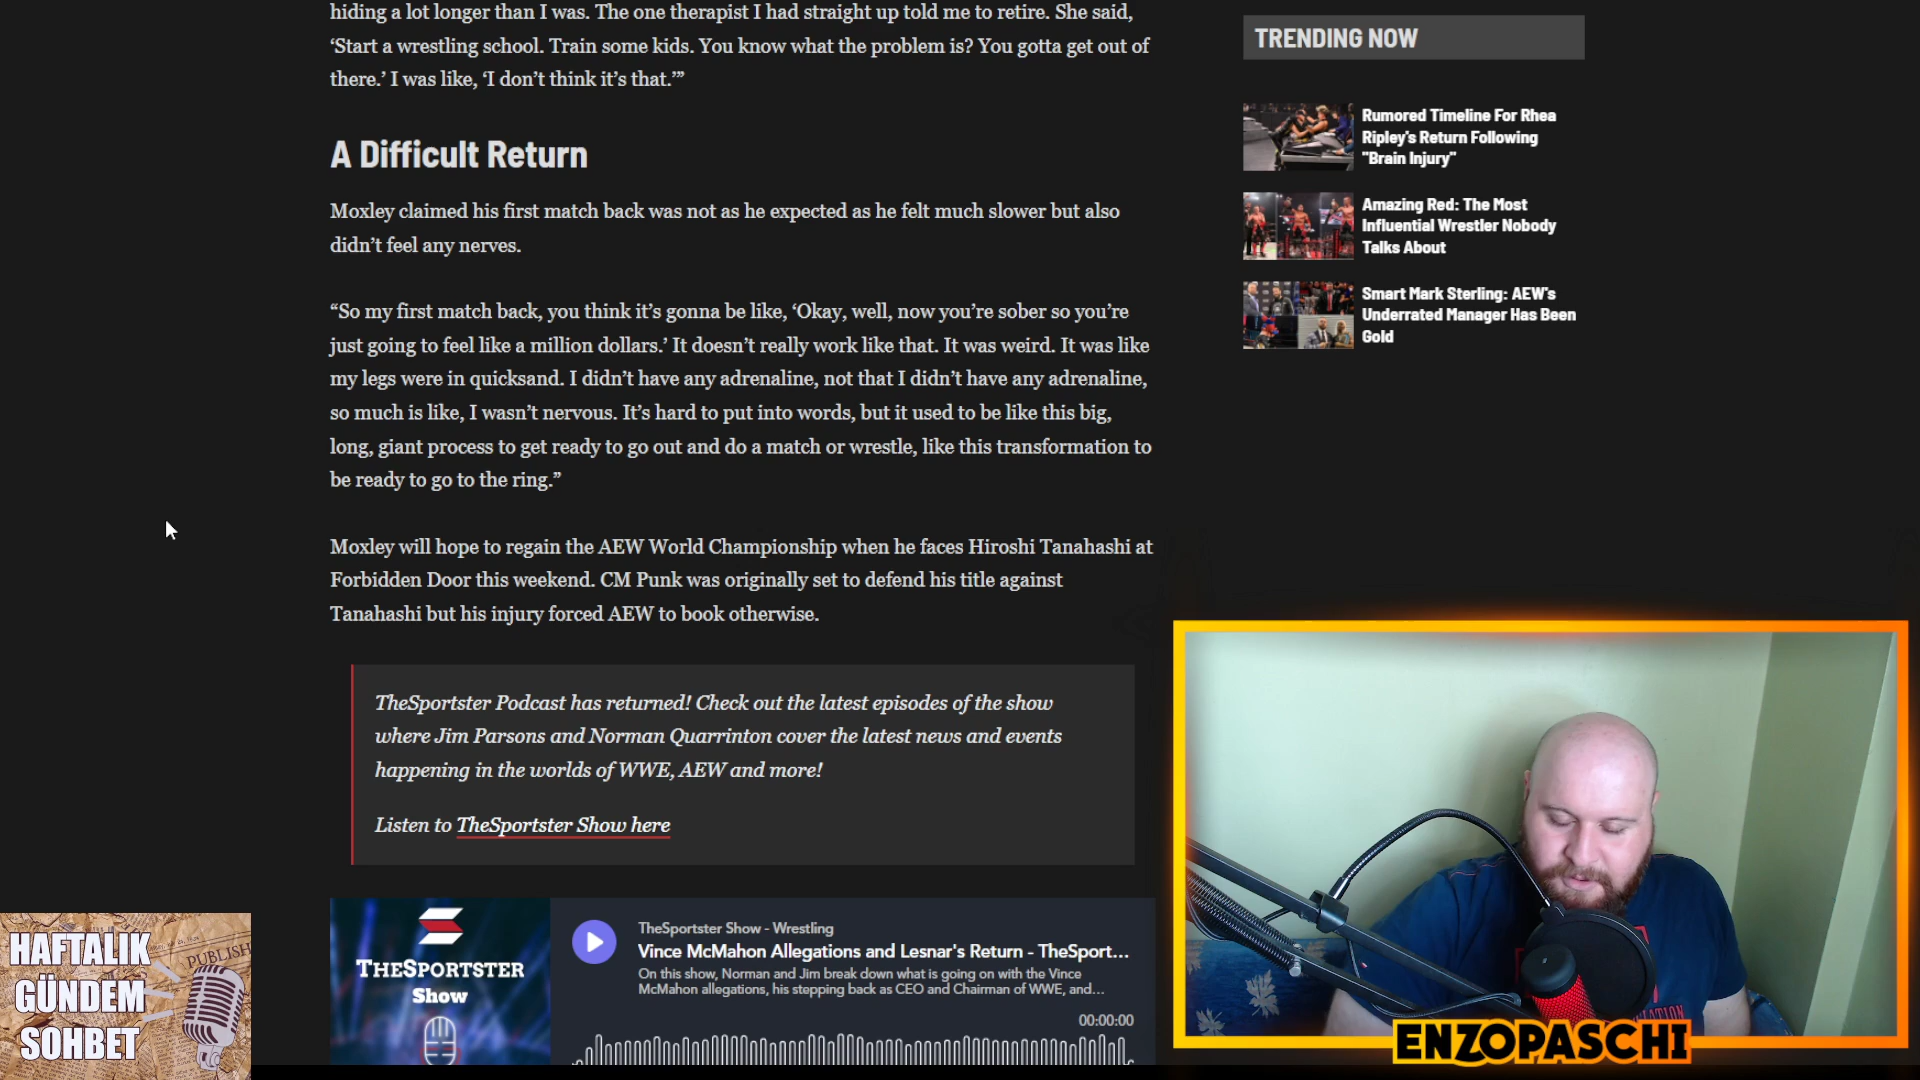 hiding a lot longer than I was. The one therapist I had straight up told me to retire. She said,
‘Start a wrestling school. Train some kids. You know what the problem is? You gotta get out of
there.’ I was like, ‘I don’t think it’s that.’”
A Difficult Return
Moxley claimed his first match back was not as he expected as he felt much slower but also
didn’t feel any nerves.
“So my first match back, you think it’s gonna be like, ‘Okay, well, now you’re sober so you’re
just going to feel like a million dollars.’ It doesn’t really work like that. It was weird. It was like
my legs were in quicksand. I didn’t have any adrenaline, not that I didn’t have any adrenaline,
so much is like, I wasn’t nervous. It’s hard to put into words, but it used to be like this big,
long, giant process to get ready to go out and do a match or wrestle, like this transformation to
be ready to go to the ring.”
Moxley will hope to regain the AEW World Championship when he faces Hiroshi Tanahashi at
Forbidden Door this weekend. CM Punk was originally set to defend his title against
Tanahashi but his injury forced AEW to book otherwise.
TheSportster Podcast has returned! Check out the latest episodes of the show
where Jim Parsons and Norman Quarrinton cover the latest news and events
happening in the worlds of WWE, AEW and more!
Listen to TheSportster Show here
THESPORTSTER
Show
TheSportster Show - Wrestling
Vince McMahon Allegations and Lesnar's Return - TheSport...
On this show, Norman and Jim break down what is going on with the Vince
McMahon allegations, his stepping back as CEO and Chairman of WWE, and...
00:00:00
TRENDING NOW
Rumored Timeline For Rhea
Ripley's Return Following
"Brain Injury"
Amazing Red: The Most
Influential Wrestler Nobody
Talks About
Smart Mark Sterling: AEW's
Underrated Manager Has Been
Gold
HAFTALIK
GÜNDEM
SOHBET
PUBLISH
ENZOPASCHI